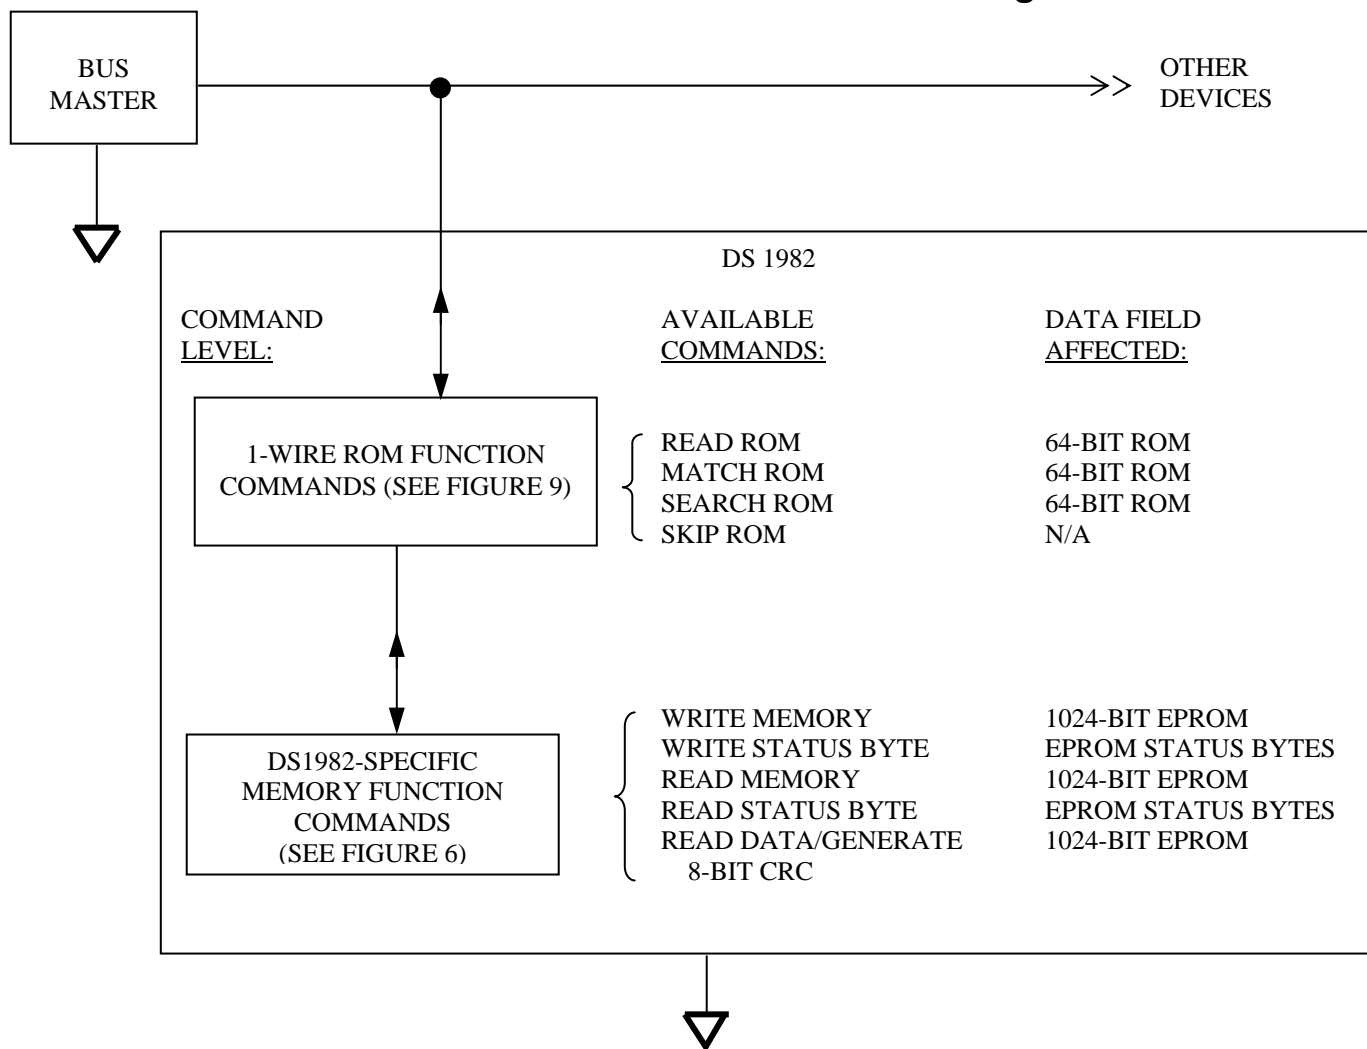 BUS
MASTER
OTHER
DEVICES
DS 1982
COMMAND
LEVEL:
AVAILABLE
COMMANDS:
DATA FIELD
AFFECTED:
1-WIRE ROM FUNCTION
COMMANDS (SEE FIGURE 9)
READ ROM 64-BIT ROM
MATCH ROM 64-BIT ROM
SEARCH ROM 64-BIT ROM
SKIP ROM N/A
DS1982-SPECIFIC
MEMORY FUNCTION
COMMANDS
(SEE FIGURE 6)
WRITE MEMORY 1024-BIT EPROM
WRITE STATUS BYTE EPROM STATUS BYTES
READ MEMORY 1024-BIT EPROM
READ STATUS BYTE EPROM STATUS BYTES
READ DATA/GENERATE 1024-BIT EPROM
8-BIT CRC